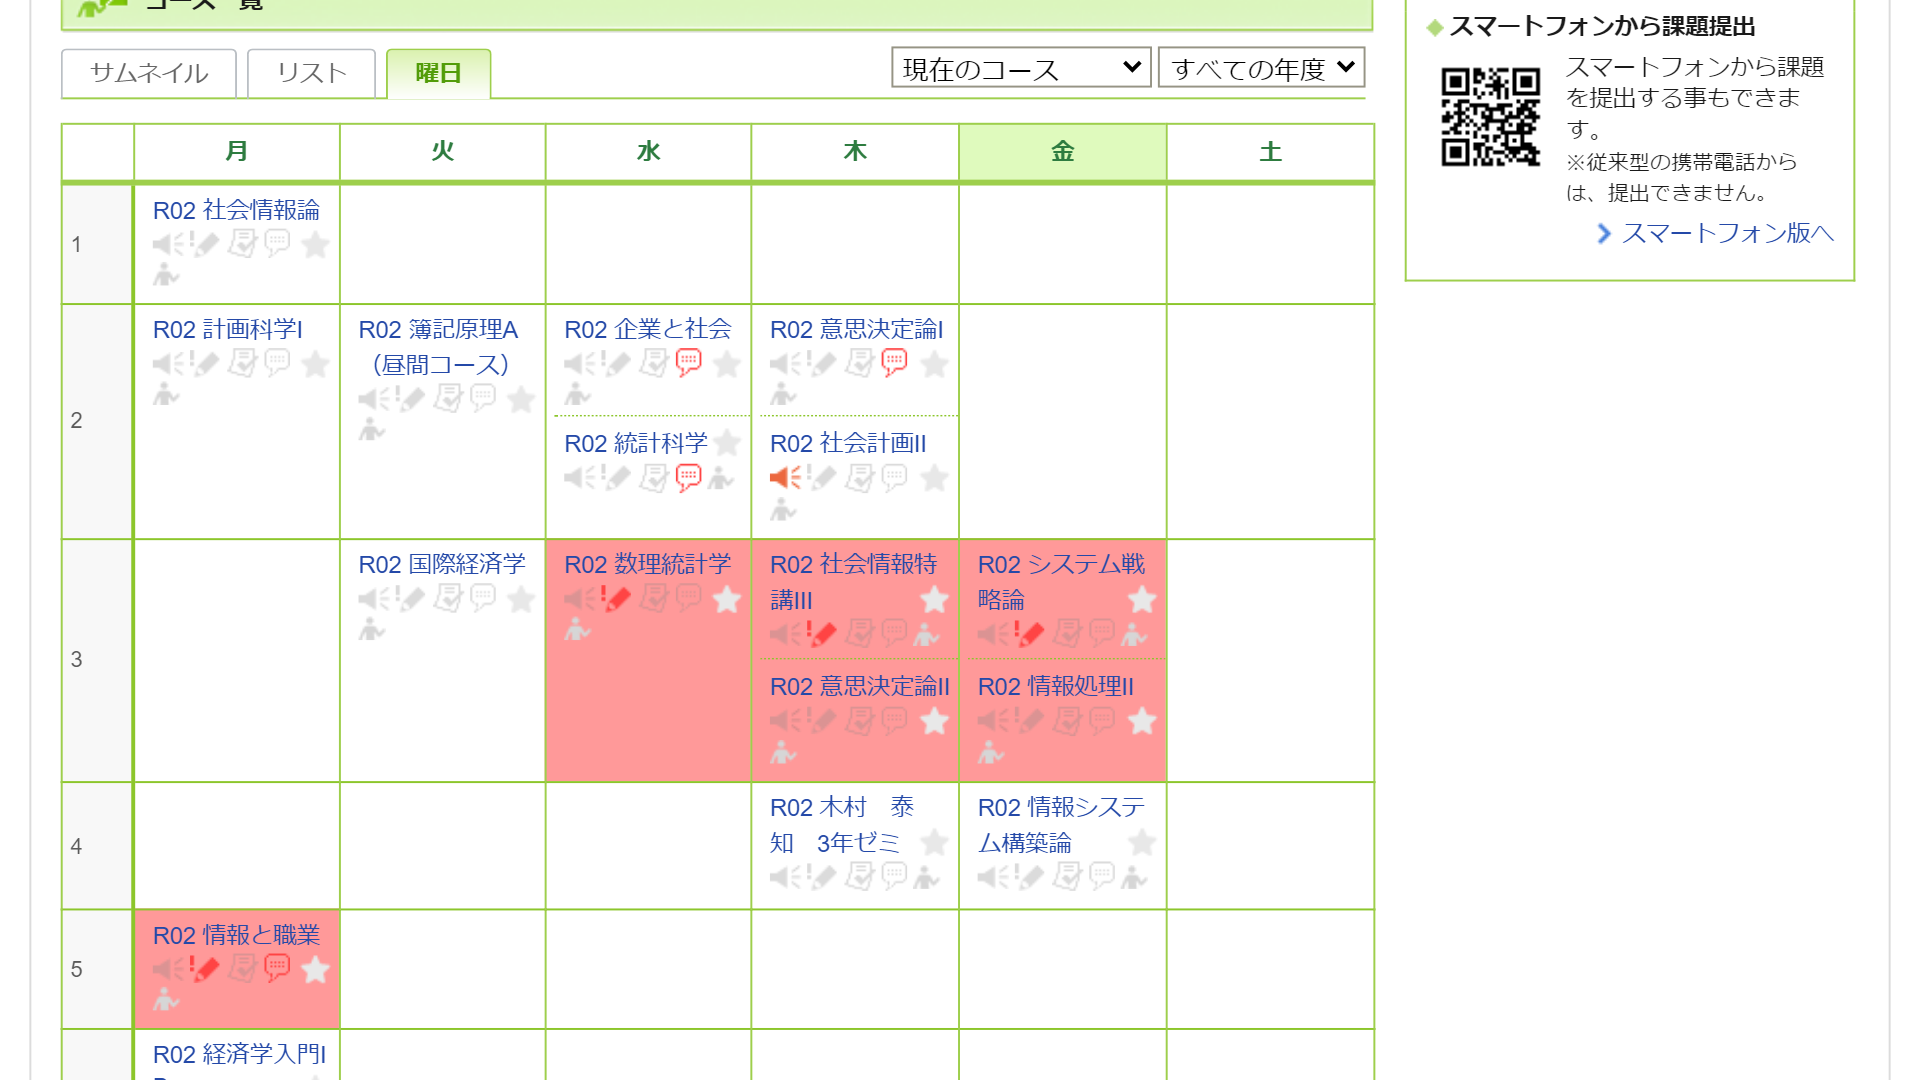 コース一覧
サムネイル
リスト
曜日
現在のコース
すべての年度
月
火
水
木
金
土
1
R02 社会情報論
2
R02 計画科学I
R02 簿記原理A
（昼間コース）
R02 企業と社会
R02 統計科学
R02 意思決定論I
R02 社会計画II
3
R02 国際経済学
R02 数理統計学
R02 社会情報特
講III
R02 意思決定論II
R02 システム戦
略論
R02 情報処理II
4
R02 木村　泰
知　3年ゼミ
R02 情報システ
ム構築論
5
R02 情報と職業
R02 経済学入門I
スマートフォンから課題提出
スマートフォンから課題
を提出する事もできま
す。
※従来型の携帯電話から
は、提出できません。
スマートフォン版へ